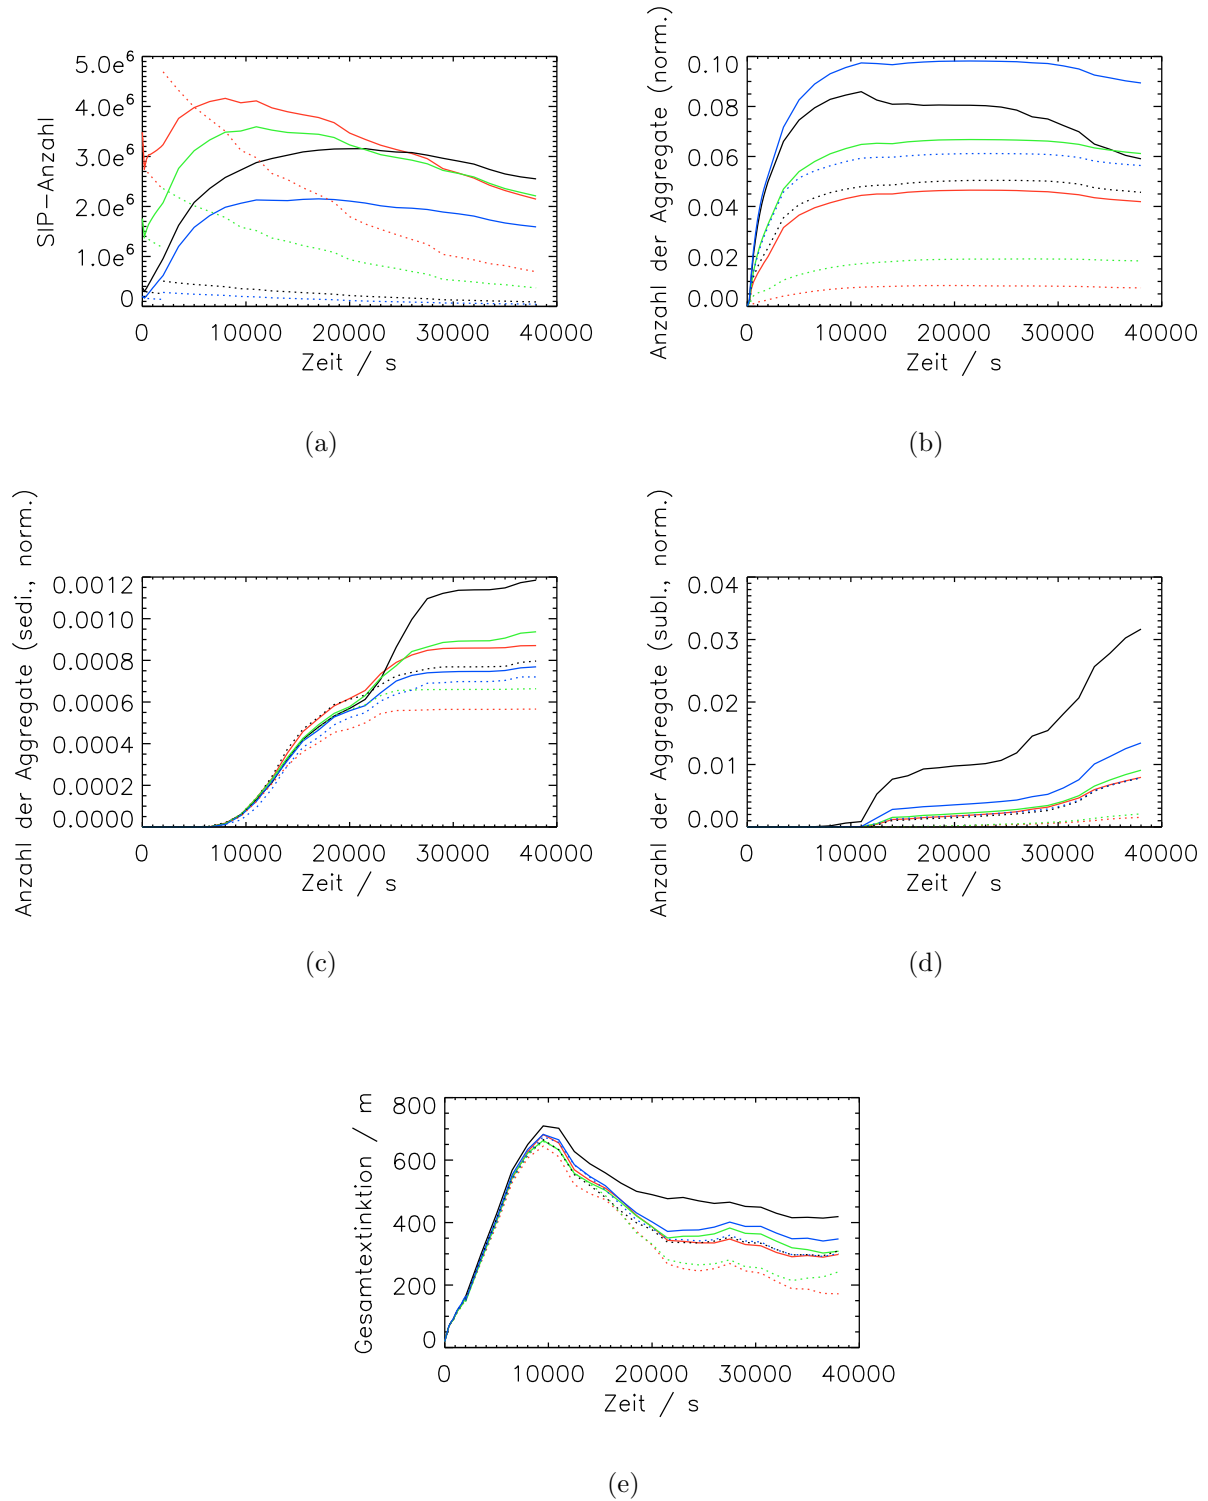 SIP-Anzahl
5.0e⁶
4.0e⁶
3.0e⁶
2.0e⁶
1.0e⁶
0
0 10000 20000 30000 40000
Zeit / s
(a)
Anzahl der Aggregate (norm.)
0.10
0.08
0.06
0.04
0.02
0.00
0 10000 20000 30000 40000
Zeit / s
(b)
Anzahl der Aggregate (sedi., norm.)
0.0012
0.0010
0.0008
0.0006
0.0004
0.0002
0.0000
0 10000 20000 30000 40000
Zeit / s
(c)
Anzahl der Aggregate (subl., norm.)
0.04
0.03
0.02
0.01
0.00
0 10000 20000 30000 40000
Zeit / s
(d)
Gesamtextinktion / m
800
600
400
200
0
0 10000 20000 30000 40000
Zeit / s
(e)